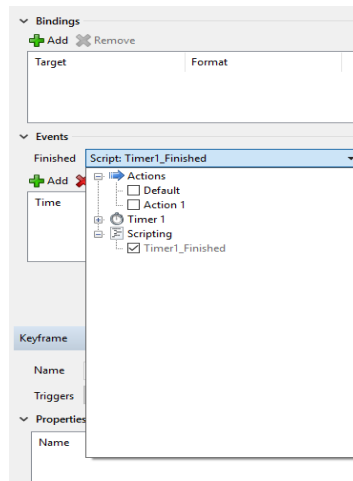 Bindings
Add Remove
Target Format
Events
Finished Script: Timer1_Finished
Add
Actions
Time
Default
Action 1
Timer 1
Scripting
Timer1_Finished
Keyframe
Name
Triggers
Properties
Name